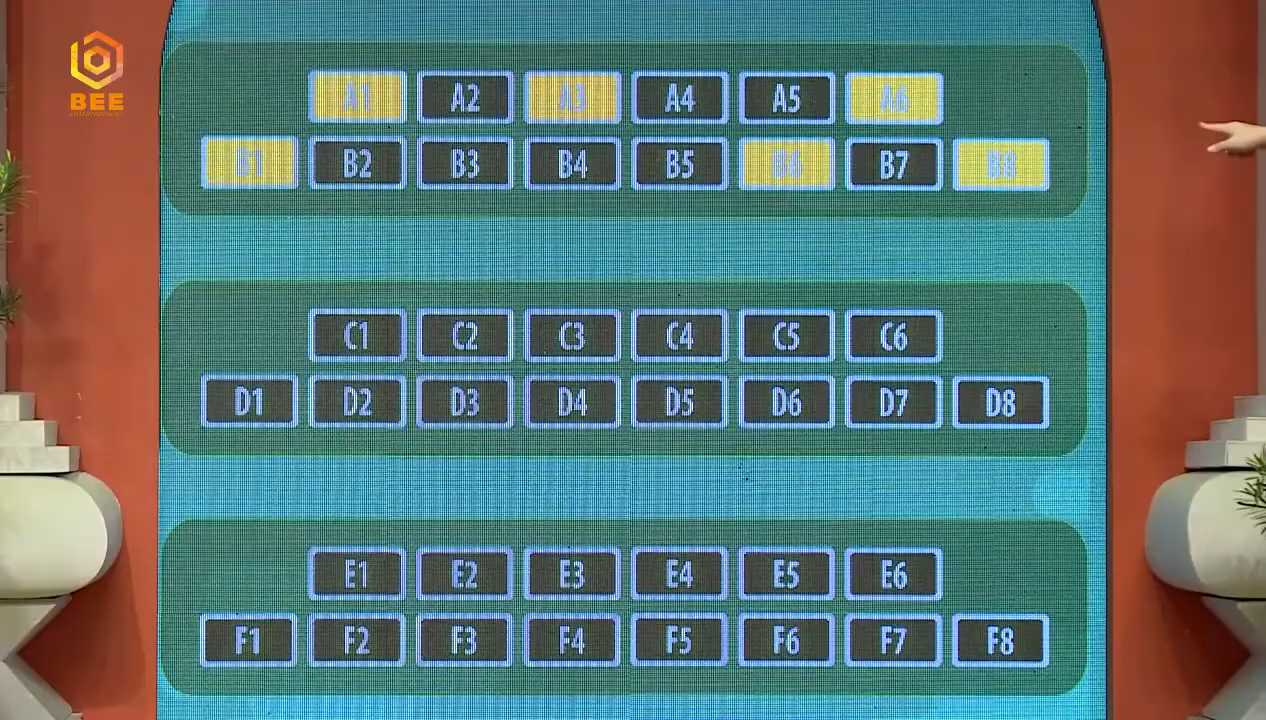 BEE
ENTERTAINMENT
A1 A2 A3 A4 A5 A6
B1 B2 B3 B4 B5 B6 B7 B8
C1 C2 C3 C4 C5 C6
D1 D2 D3 D4 D5 D6 D7 D8
E1 E2 E3 E4 E5 E6
F1 F2 F3 F4 F5 F6 F7 F8